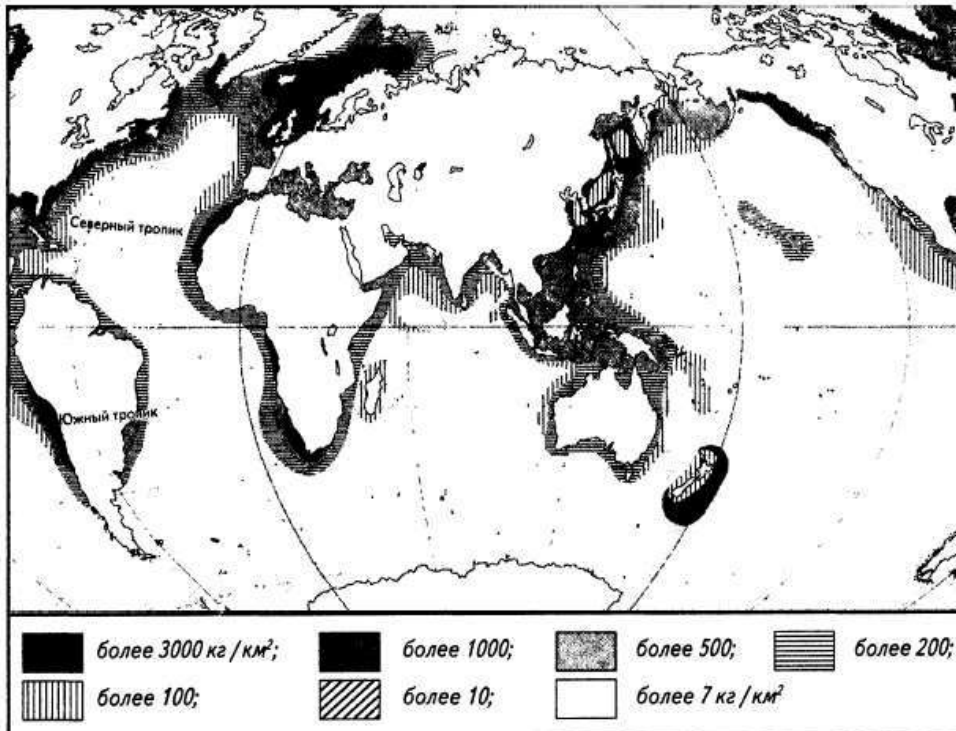 Северный тропик
Южный тропик
более 3000 кг / км²;
более 1000;
более 500;
более 200;
более 100;
более 10;
более 7 кг / км²